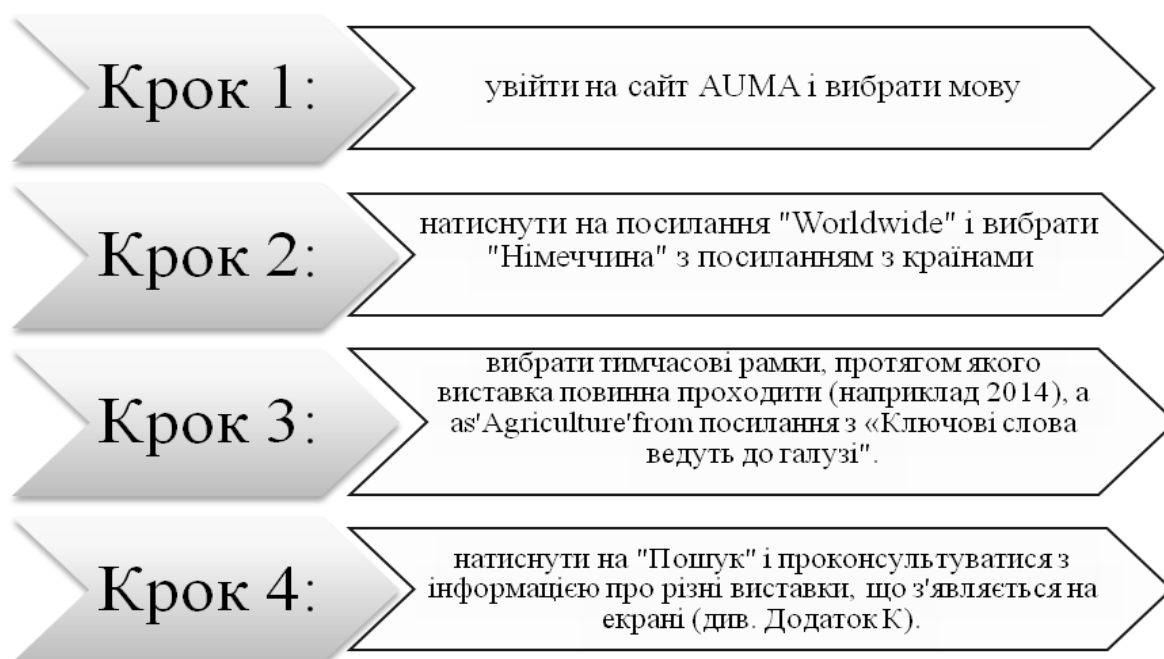 Крок 1:
увійти на сайт AUMA і вибрати мову
Крок 2:
натиснути на посилання "Worldwide" і вибрати
"Німеччина" з посиланням з країнами
Крок 3:
вибрати тимчасові рамки, протягом якого
виставка повинна проходити (наприклад 2014), а
as'Agriculture'from посилання з «Ключові слова
ведуть до галузі".
Крок 4:
натиснути на "Пошук" і проконсультуватися з
інформацією про різні виставки, що з'являється на
екрані (див. Додаток К).